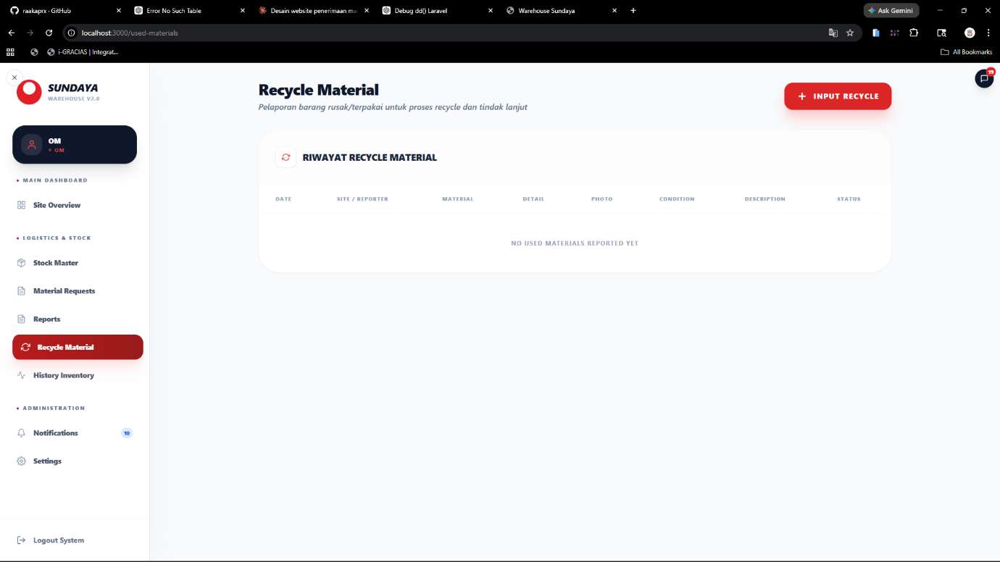 raakaprx · GitHub
Error No Such Table
Desain website penerimaan ma
Debug dd() Laravel
Warehouse Sundaya
Ask Gemini
localhost:3000/used-materials
i-GRACIAS | Integrat...
All Bookmarks
SUNDAYA
WAREHOUSE V2.0
OM
OM
MAIN DASHBOARD
Site Overview
LOGISTICS & STOCK
Stock Master
Material Requests
Reports
Recycle Material
History Inventory
ADMINISTRATION
Notifications 10
Settings
Logout System
Recycle Material
Pelaporan barang rusak/terpakai untuk proses recycle dan tindak lanjut
+ INPUT RECYCLE
19
RIWAYAT RECYCLE MATERIAL
DATE SITE / REPORTER MATERIAL DETAIL PHOTO CONDITION DESCRIPTION STATUS
NO USED MATERIALS REPORTED YET